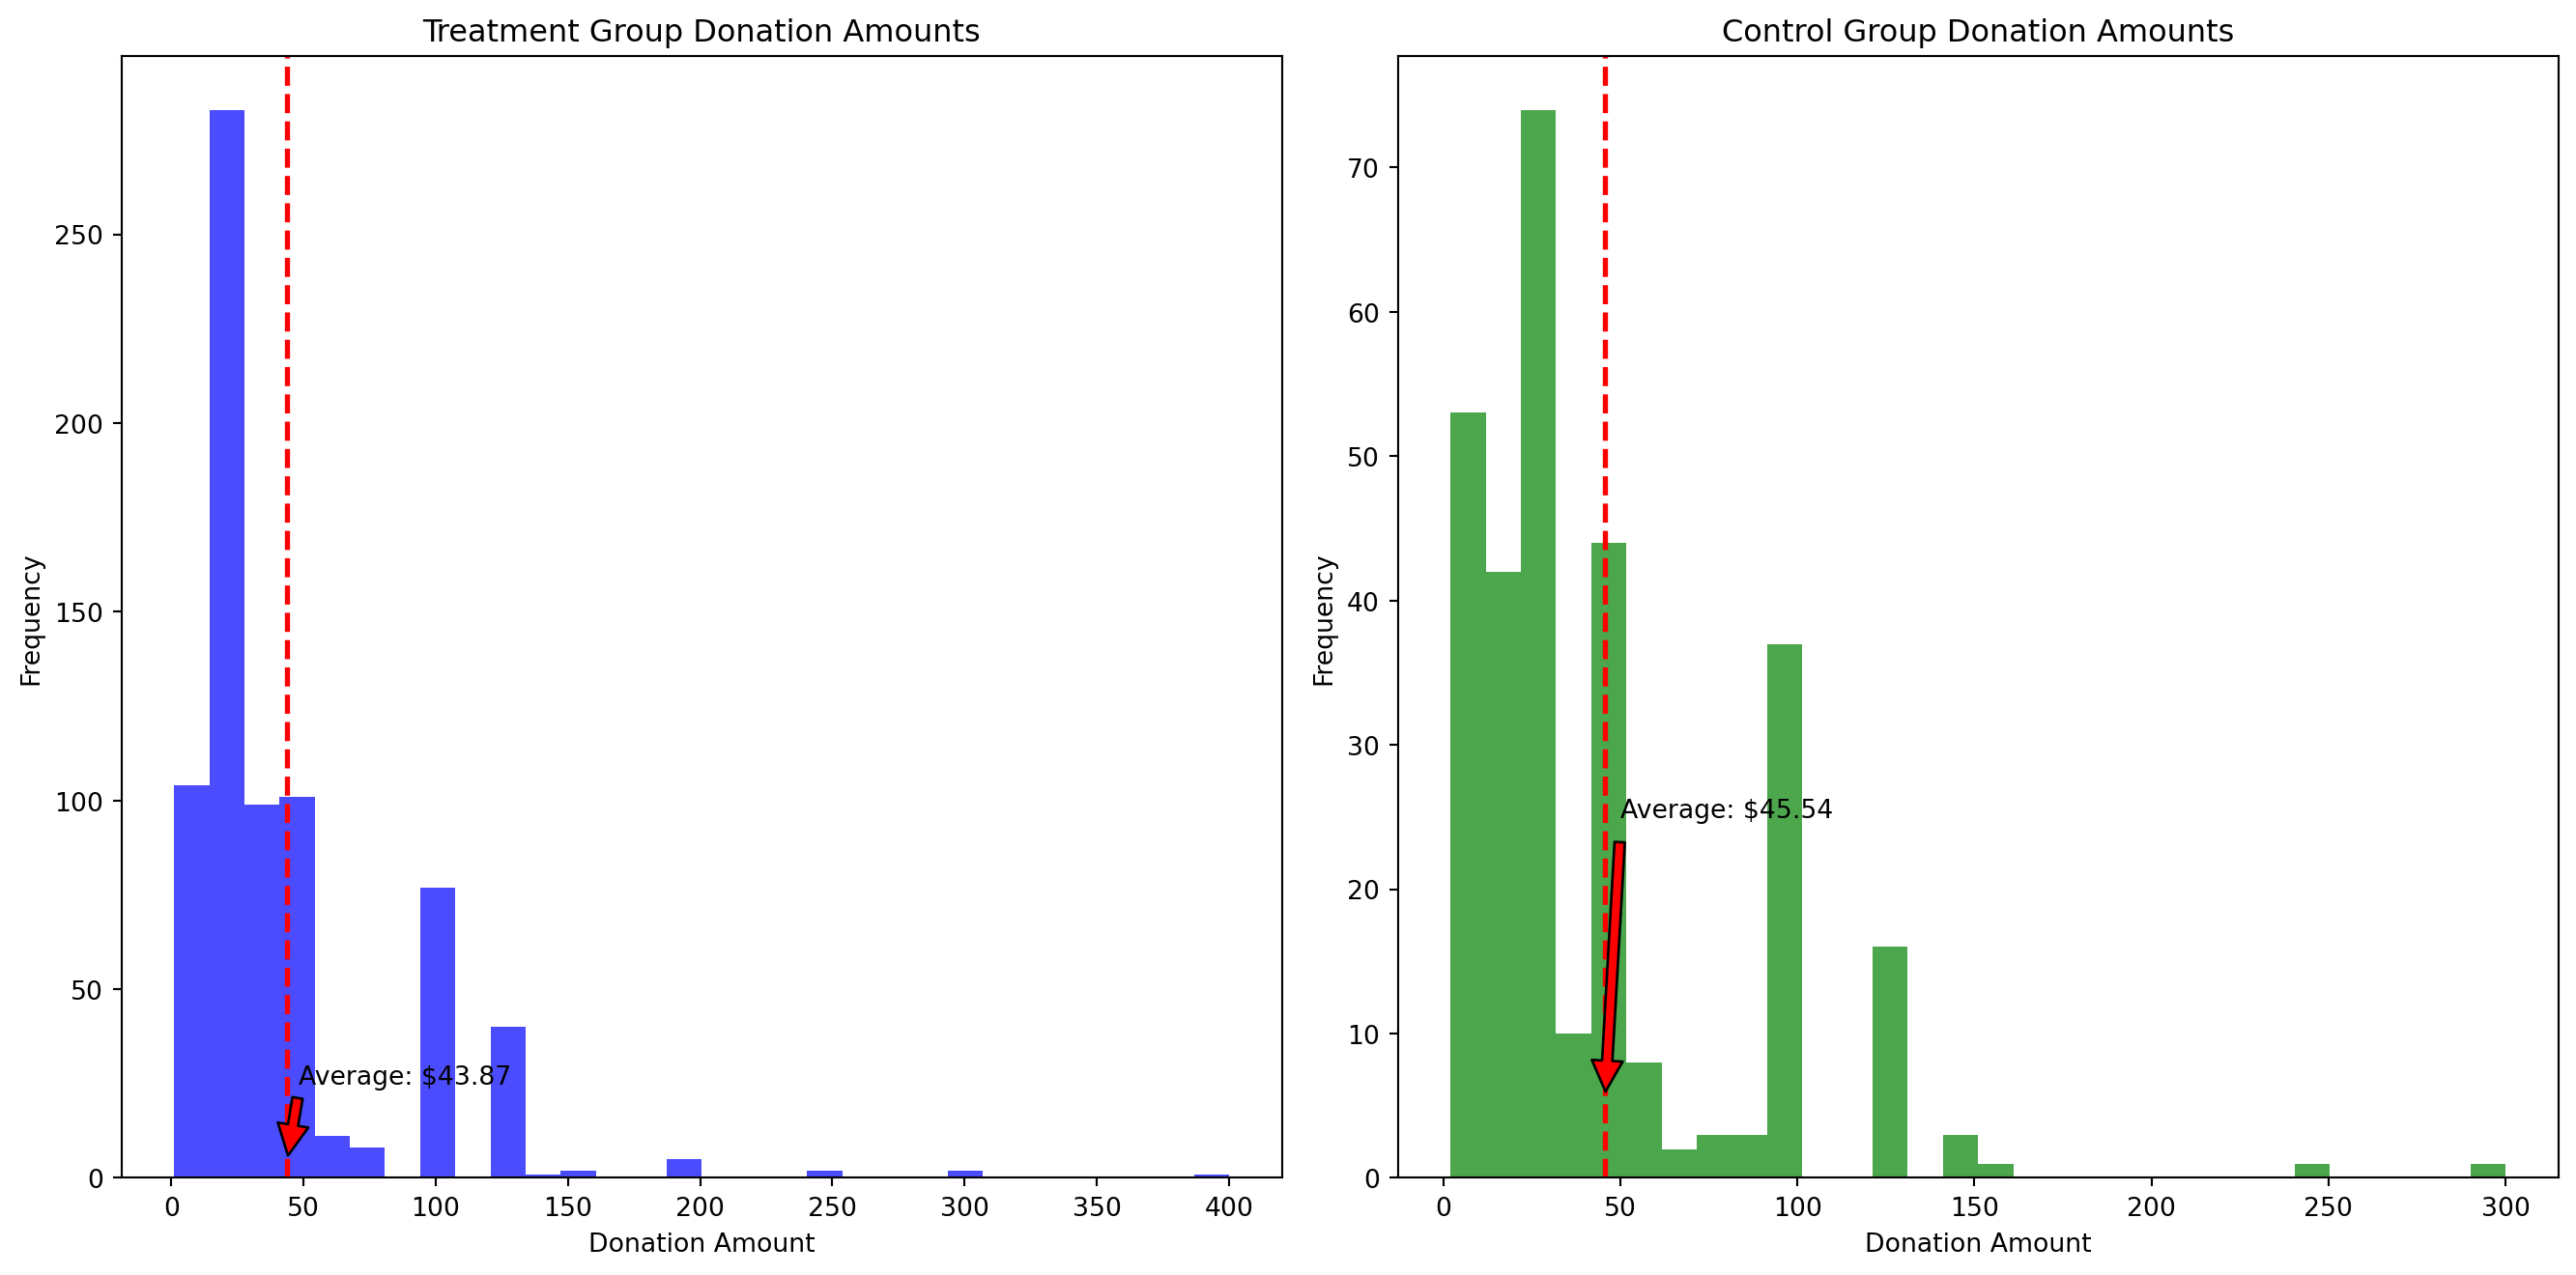 Treatment Group Donation Amounts
Frequency
250
200
150
100
50
0
Average: $43.87
0 50 100 150 200 250 300 350 400
Donation Amount
Control Group Donation Amounts
Frequency
70
60
50
40
30
20
10
0
Average: $45.54
0 50 100 150 200 250 300
Donation Amount